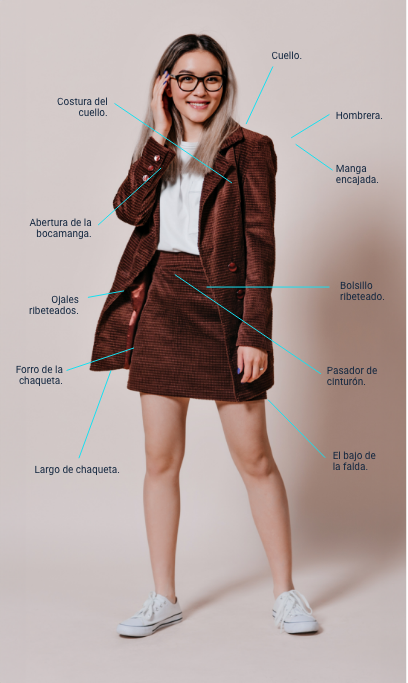 Cuello.
Costura del
cuello.
Hombrera.
Manga
encajada.
Abertura de la
bocamanga.
Bolsillo
ribeteado.
Ojales
ribeteados.
Forro de la
chaqueta.
Pasador de
cinturón.
El bajo de
la falda.
Largo de chaqueta.